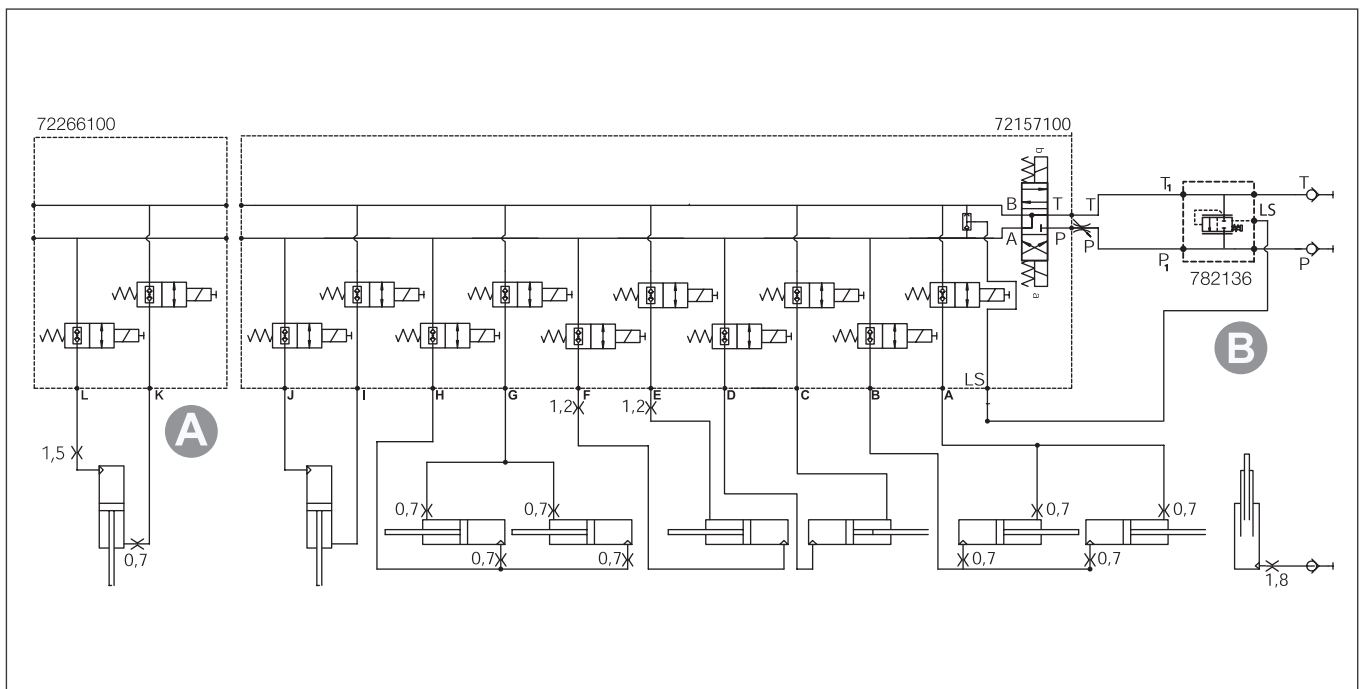 72266100
72157100
b
B T T
A P P
a
T₁ T
LS
P₁ P
782136
B
L K
A
J I H G F E D C B A LS
1,2 1,2
1,5
0,7
0,7 0,7
0,7 0,7
0,7 0,7
0,7 0,7
1,8